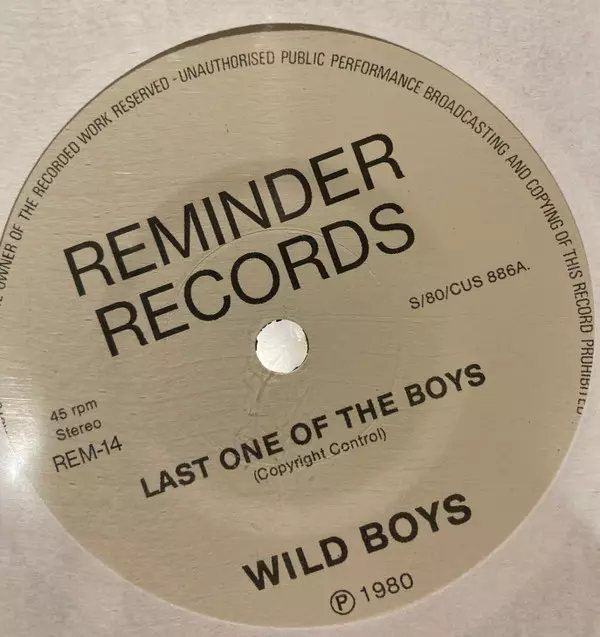 OWNER OF THE RECORDED WORK RESERVED - UNAUTHORISED PUBLIC PERFORMANCE BROADCASTING AND COPYING OF THIS RECORD PROHIBITED
REMINDER
RECORDS
S/80/CUS 886A.
45 rpm
Stereo
REM-14
LAST ONE OF THE BOYS
(Copyright Control)
WILD BOYS
Ⓟ 1980